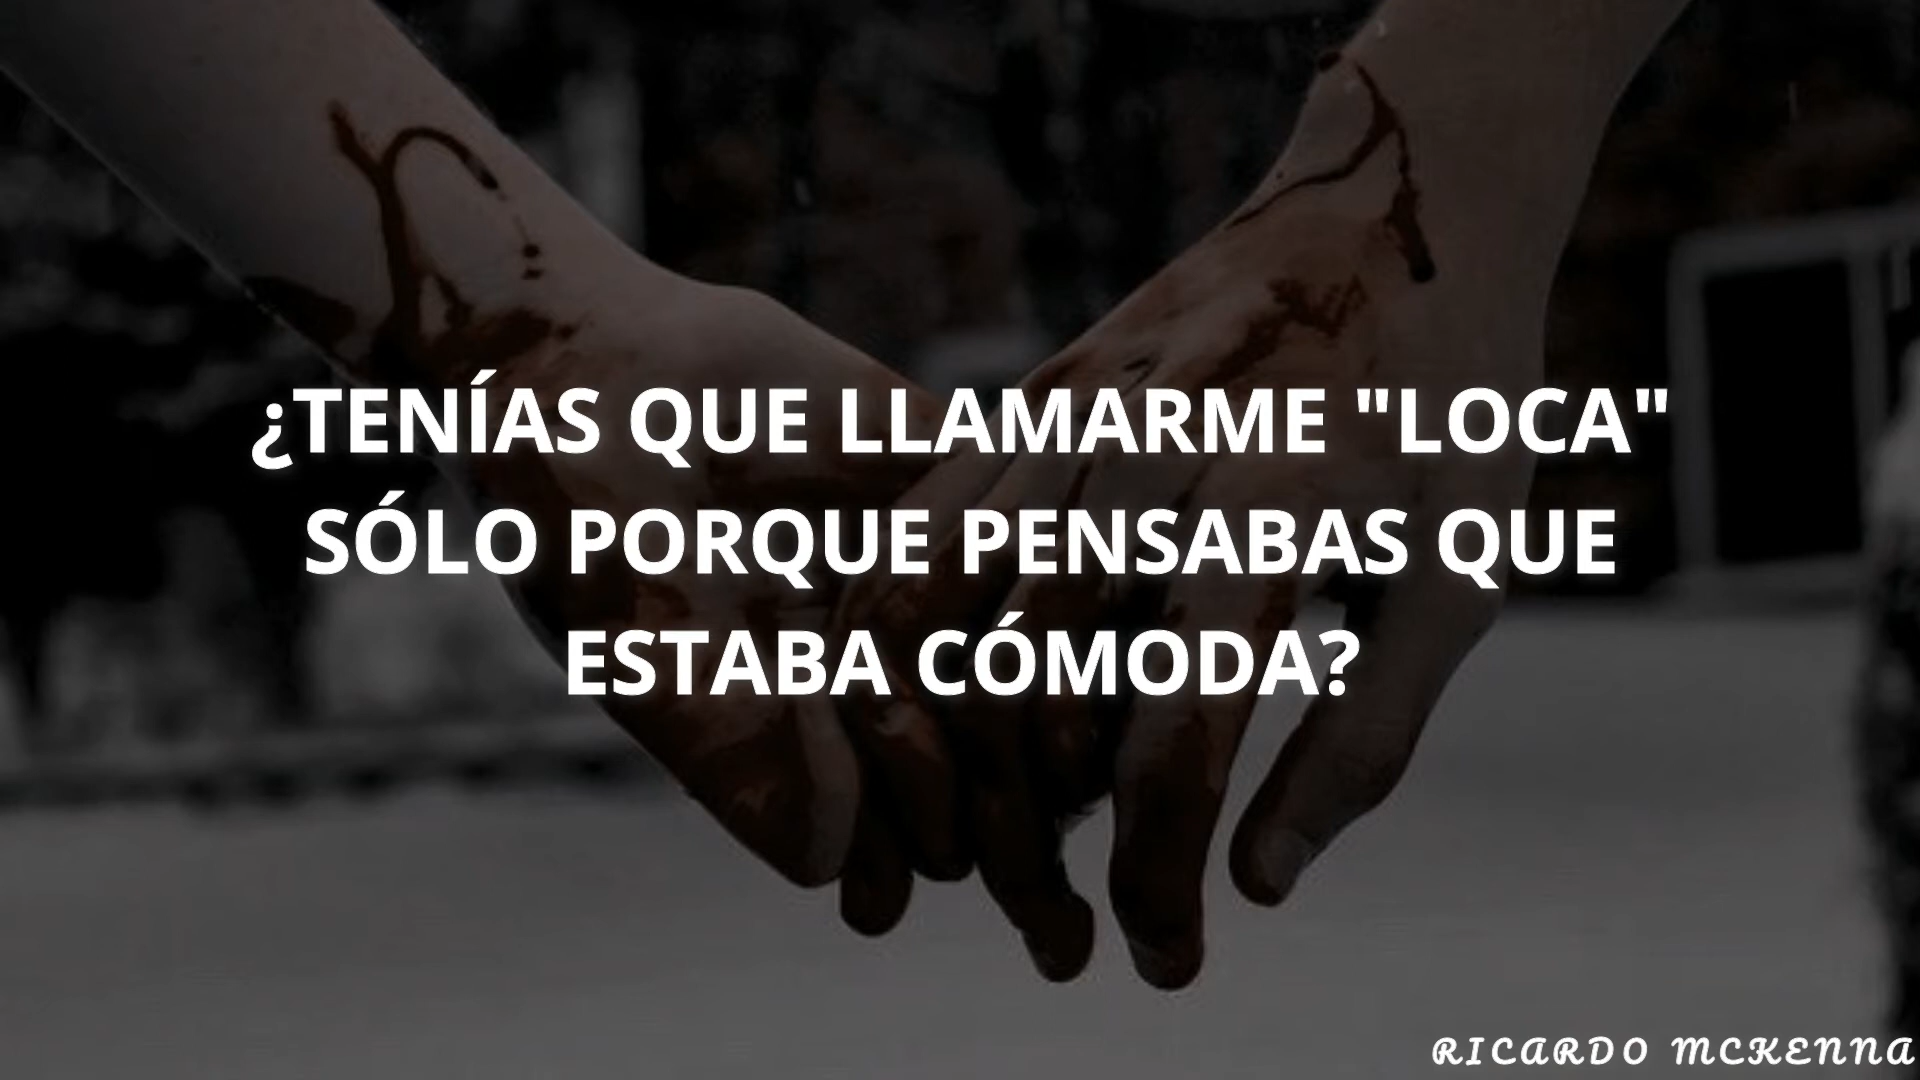 ¿TENÍAS QUE LLAMARME "LOCA"
SÓLO PORQUE PENSABAS QUE
ESTABA CÓMODA?
RICARDO MCKENNA